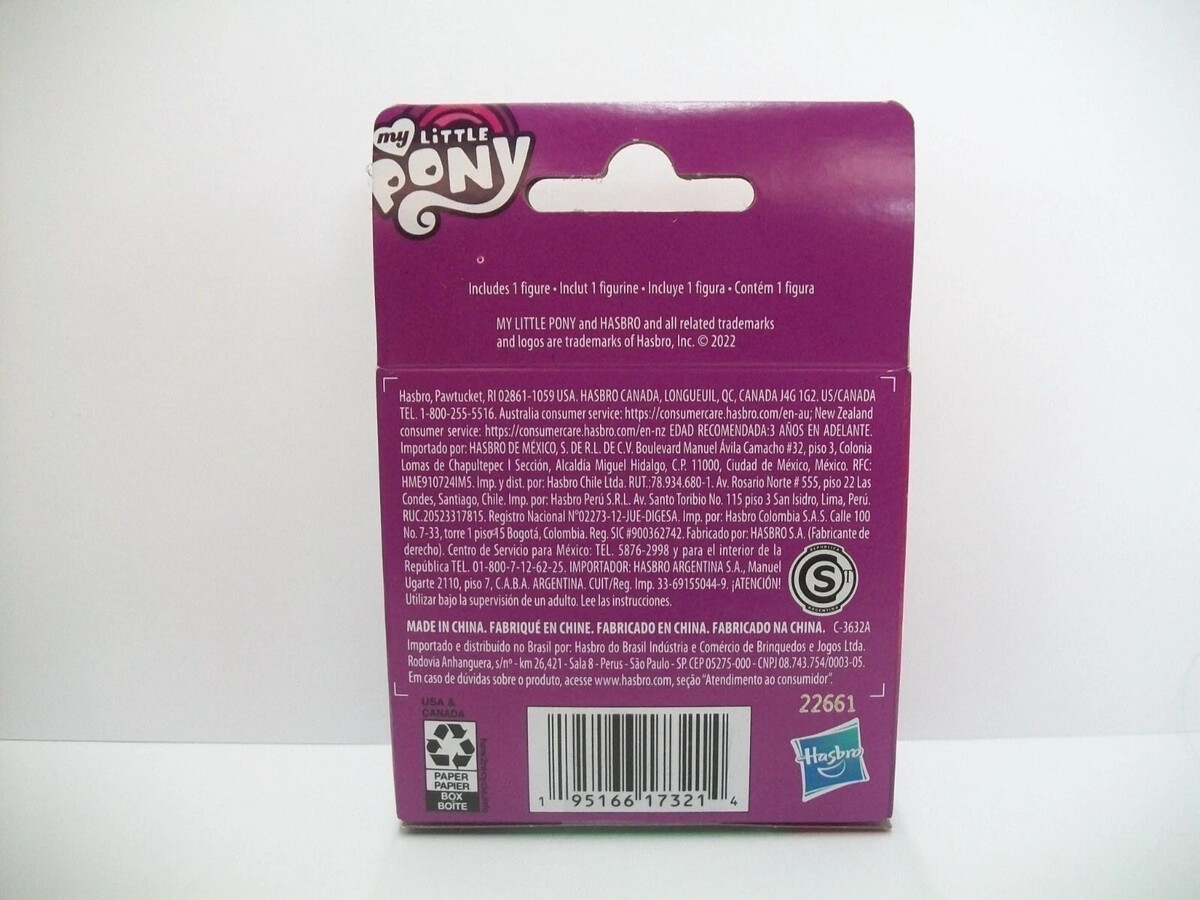 my LiTTLE
PONY
Includes 1 figure • Inclut 1 figurine • Incluye 1 figura • Contém 1 figura
MY LITTLE PONY and HASBRO and all related trademarks
and logos are trademarks of Hasbro, Inc. © 2022
Hasbro, Pawtucket, RI 02861-1059 USA. HASBRO CANADA, LONGUEUIL, QC, CANADA J4G 1G2. US/CANADA
TEL. 1-800-255-5516. Australia consumer service: https://consumercare.hasbro.com/en-au; New Zealand
consumer service: https://consumercare.hasbro.com/en-nz EDAD RECOMENDADA:3 AÑOS EN ADELANTE.
Importado por: HASBRO DE MÉXICO, S. DE R.L. DE C.V. Boulevard Manuel Ávila Camacho #32, piso 3, Colonia
Lomas de Chapultepec I Sección, Alcaldía Miguel Hidalgo, C.P. 11000, Ciudad de México, México. RFC:
HME910724IM5. Imp. y dist. por: Hasbro Chile Ltda. RUT.:78.934.680-1. Av. Rosario Norte # 555, piso 22 Las
Condes, Santiago, Chile. Imp. por: Hasbro Perú S.R.L. Av. Santo Toribio No. 115 piso 3 San Isidro, Lima, Perú.
RUC.20523317815. Registro Nacional N°02273-12-JUE-DIGESA. Imp. por: Hasbro Colombia S.A.S. Calle 100
No. 7-33, torre 1 piso 15 Bogotá, Colombia. Reg. SIC #900362742. Fabricado por: HASBRO S.A. (Fabricante de
derecho). Centro de Servicio para México: TEL. 5876-2998 y para el interior de la
República TEL. 01-800-7-12-62-25. IMPORTADOR: HASBRO ARGENTINA S.A., Manuel
Ugarte 2110, piso 7, C.A.B.A. ARGENTINA. CUIT/Reg. Imp. 33-69155044-9. ¡ATENCIÓN!
Utilizar bajo la supervisión de un adulto. Lee las instrucciones.
REPUBLICA
S T
ARGENTINA
MADE IN CHINA. FABRIQUÉ EN CHINE. FABRICADO EN CHINA. FABRICADO NA CHINA. C-3632A
Importado e distribuído no Brasil por: Hasbro do Brasil Indústria e Comércio de Brinquedos e Jogos Ltda.
Rodovia Anhanguera, s/nº - km 26,421 - Sala 8 - Perus - São Paulo - SP. CEP 05275-000 - CNPJ 08.743.754/0003-05.
Em caso de dúvidas sobre o produto, acesse www.hasbro.com, seção "Atendimento ao consumidor".
USA &
CANADA
PAPER
PAPIER
BOX
BOÎTE
1 95166 17321 4
22661
Hasbro